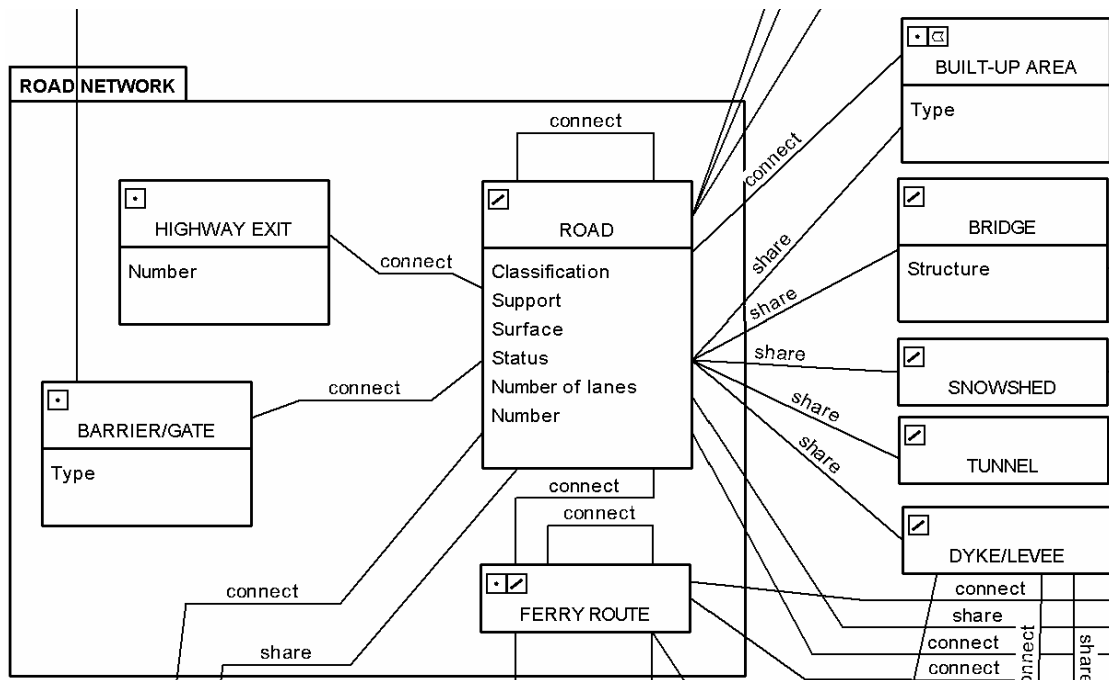 ROAD NETWORK
connect
HIGHWAY EXIT
Number
connect
ROAD
Classification
Support
Surface
Status
Number of lanes
Number
BARRIER/GATE
Type
connect
connect
share
connect
connect
FERRY ROUTE
connect
share
share
share
share
share
BUILT-UP AREA
Type
BRIDGE
Structure
SNOWSHED
TUNNEL
DYKE/LEVEE
connect
share
connect
connect
connect
share